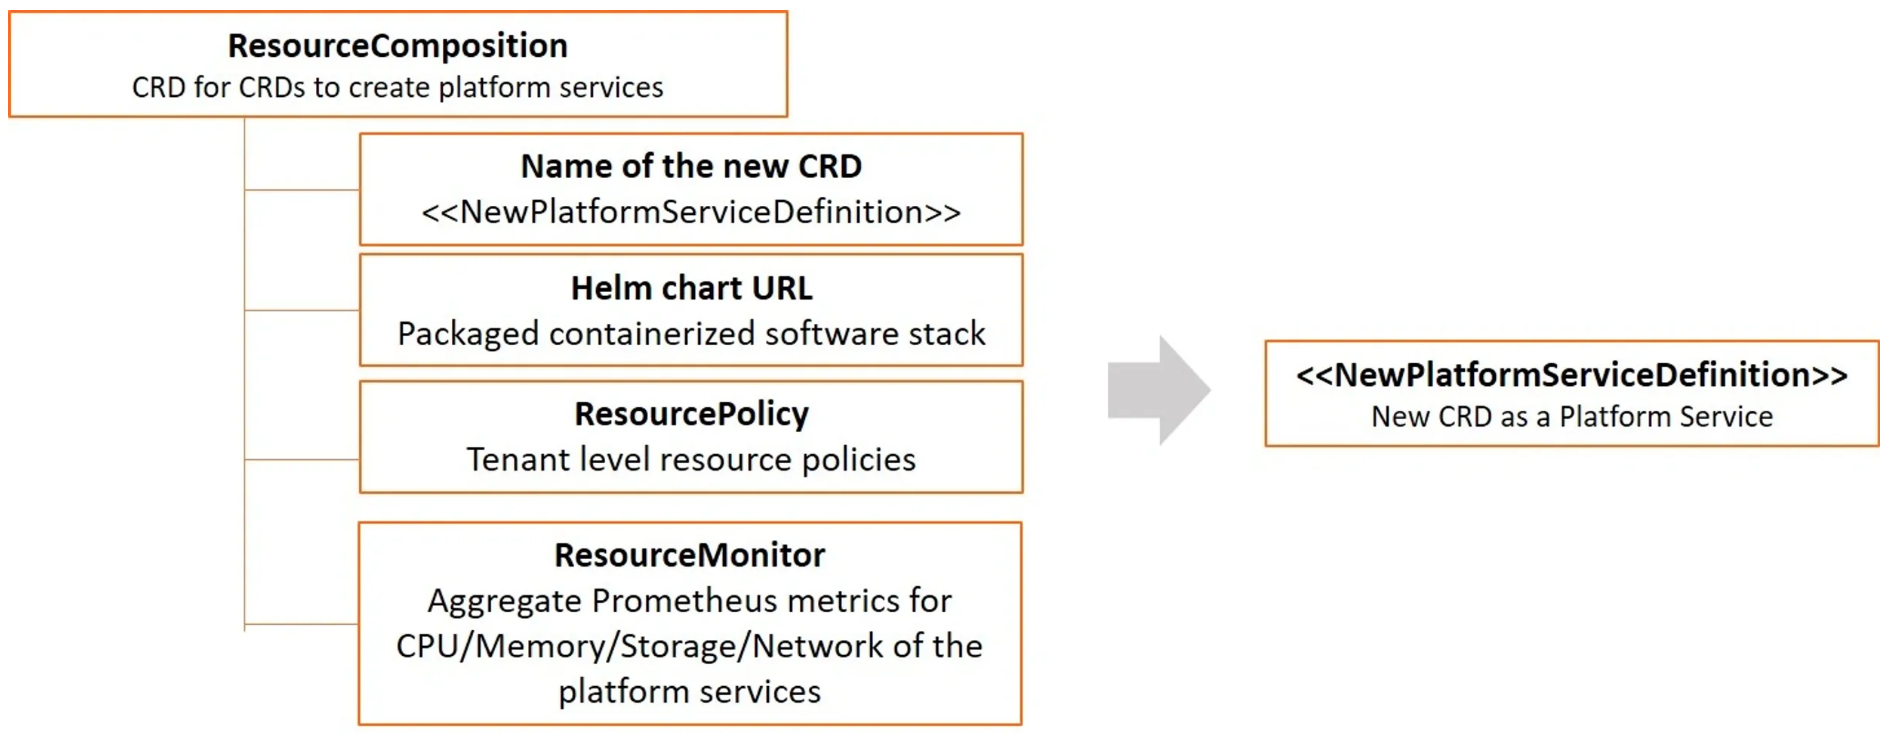 ResourceComposition
CRD for CRDs to create platform services
Name of the new CRD
<<NewPlatformServiceDefinition>>
Helm chart URL
Packaged containerized software stack
ResourcePolicy
Tenant level resource policies
ResourceMonitor
Aggregate Prometheus metrics for
CPU/Memory/Storage/Network of the
platform services
<<NewPlatformServiceDefinition>>
New CRD as a Platform Service